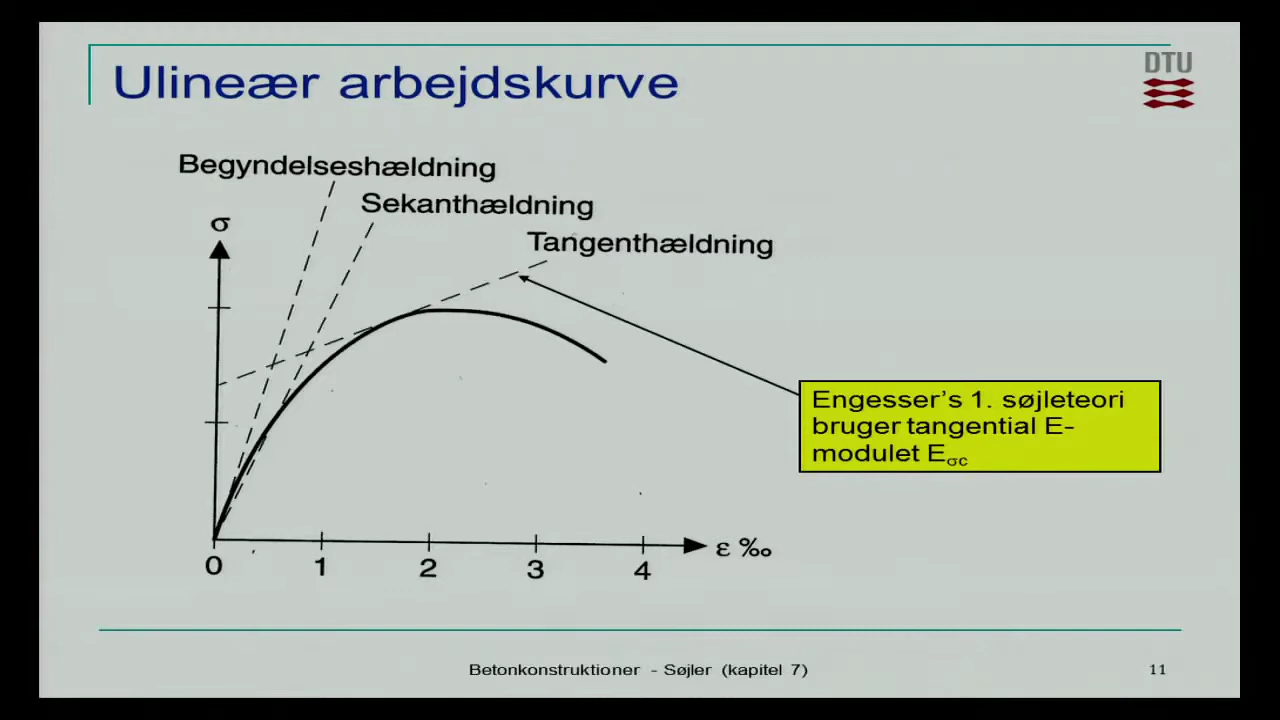 Ulineær arbejdskurve
DTU
Begyndelseshældning
Sekanthældning
σ
Tangenthældning
Engesser’s 1. søjleteori
bruger tangential E-
modulet Eσc
ε ‰
0 1 2 3 4
Betonkonstruktioner - Søjler (kapitel 7)
11